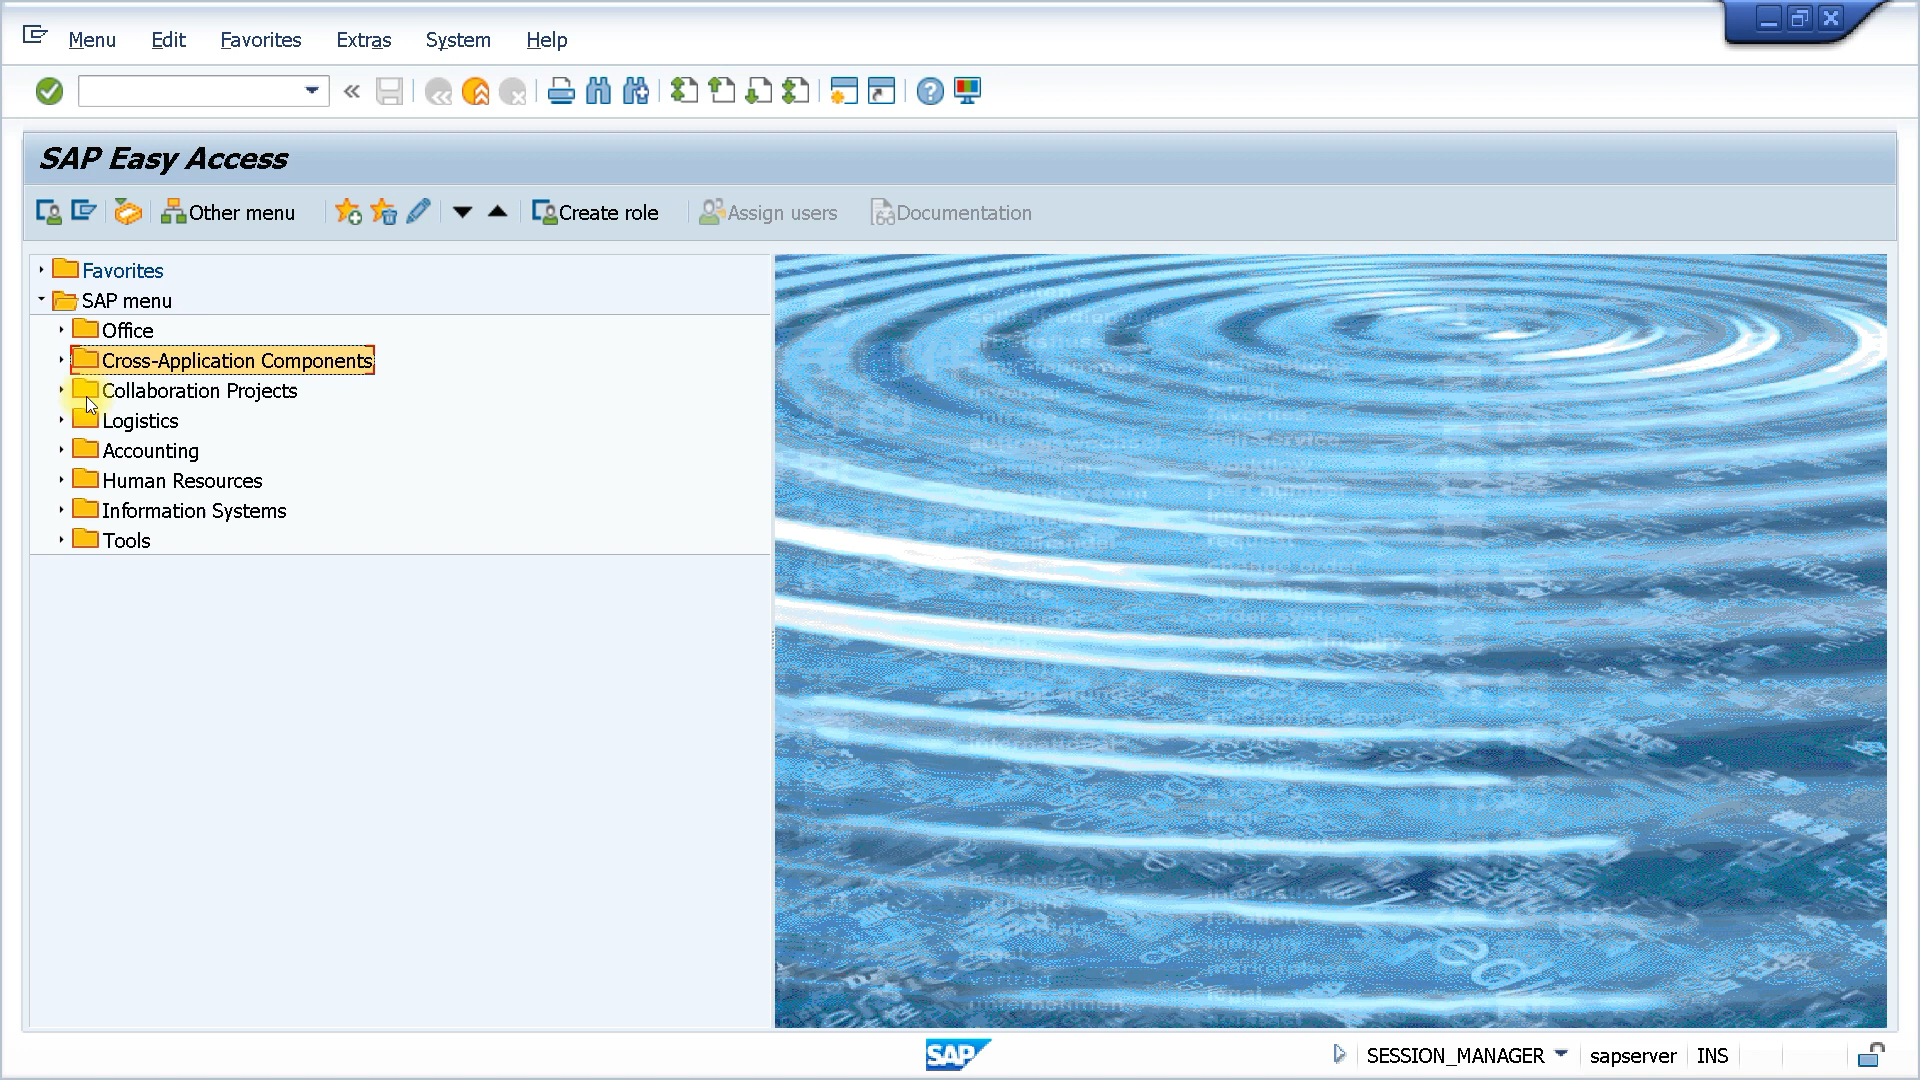 Menu Edit Favorites Extras System Help
SAP Easy Access
Other menu Create role Assign users Documentation
Favorites
SAP menu
Office
Cross-Application Components
Collaboration Projects
Logistics
Accounting
Human Resources
Information Systems
Tools
SAP SESSION_MANAGER sapserver INS